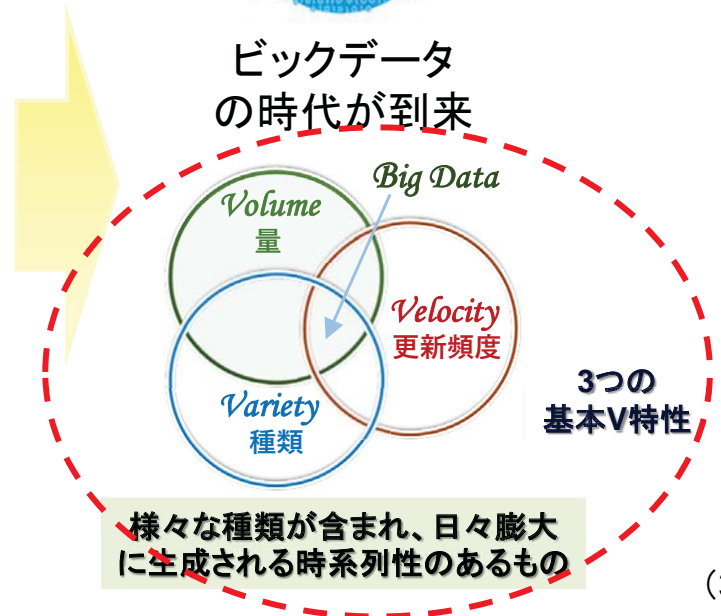 ビックデータ
の時代が到来
Big Data
Volume
量
Velocity
更新頻度
Variety
種類
3つの
基本V特性
様々な種類が含まれ、日々膨大
に生成される時系列性のあるもの